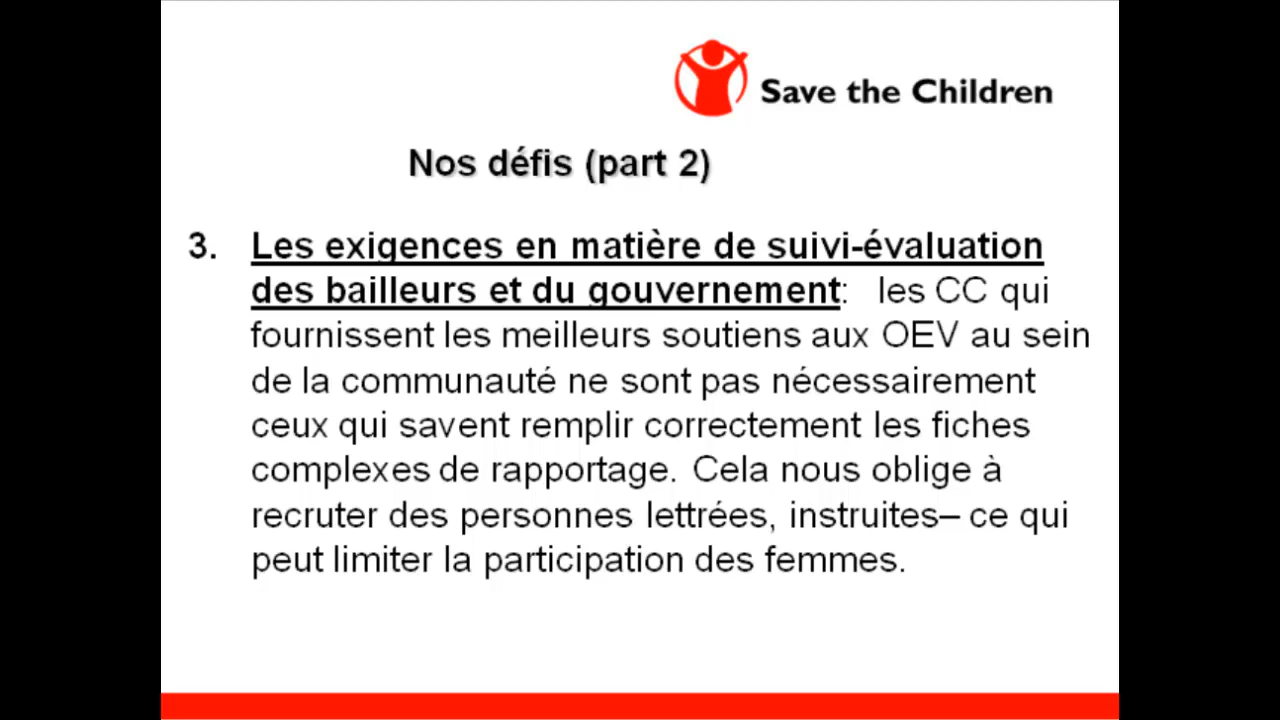 Save the Children
Nos défis (part 2)
3. Les exigences en matière de suivi-évaluation
des bailleurs et du gouvernement: les CC qui
fournissent les meilleurs soutiens aux OEV au sein
de la communauté ne sont pas nécessairement
ceux qui savent remplir correctement les fiches
complexes de rapportage. Cela nous oblige à
recruter des personnes lettrées, instruites– ce qui
peut limiter la participation des femmes.